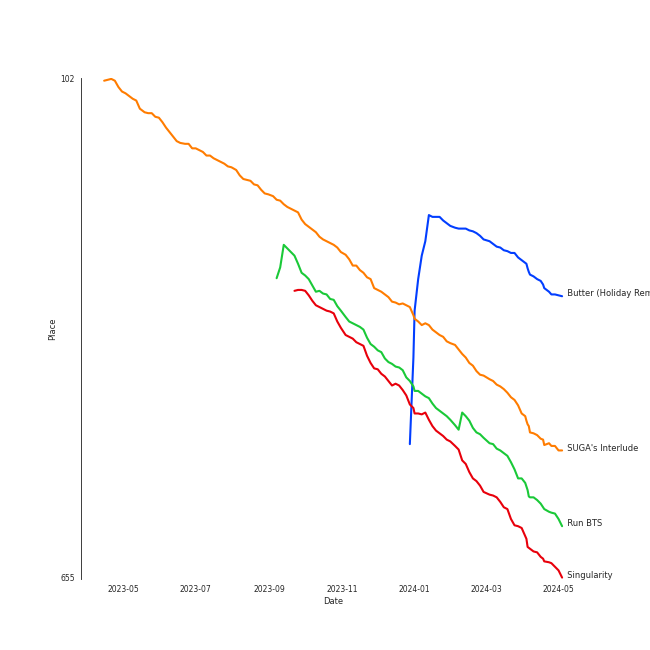 102
Place
655
2023-05 2023-07 2023-09 2023-11 2024-01 2024-03 2024-05
Date
Butter (Holiday Rem
SUGA's Interlude
Run BTS
Singularity